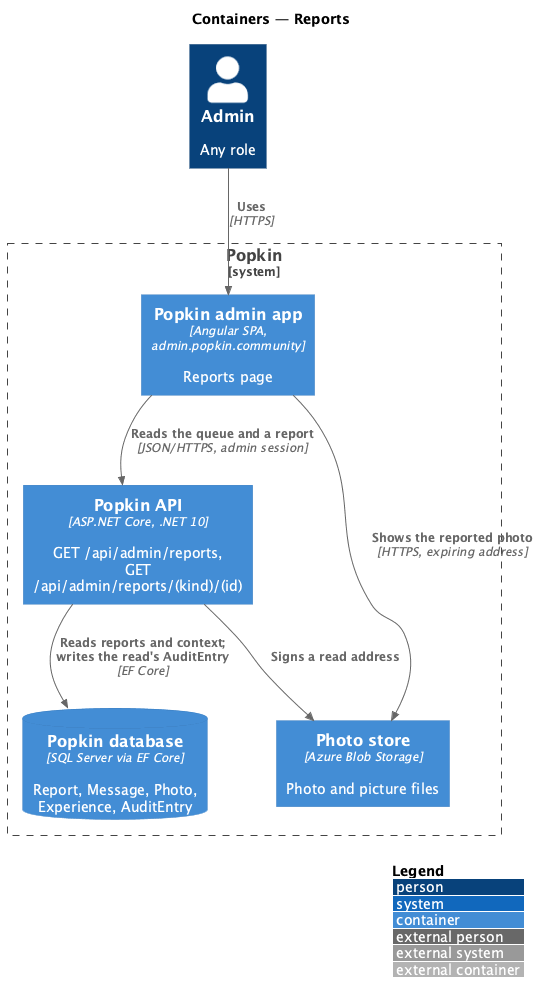 Containers — Reports
Admin
Any role
Uses
[HTTPS]
Popkin
[system]
Popkin admin app
[Angular SPA,
admin.popkin.community]
Reports page
Reads the queue and a report
[JSON/HTTPS, admin session]
Popkin API
[ASP.NET Core, .NET 10]
GET /api/admin/reports,
GET
/api/admin/reports/(kind)/(id)
Shows the reported photo
[HTTPS, expiring address]
Reads reports and context;
writes the read's AuditEntry
[EF Core]
Signs a read address
Popkin database
[SQL Server via EF Core]
Report, Message, Photo,
Experience, AuditEntry
Photo store
[Azure Blob Storage]
Photo and picture files
Legend
person
system
container
external person
external system
external container